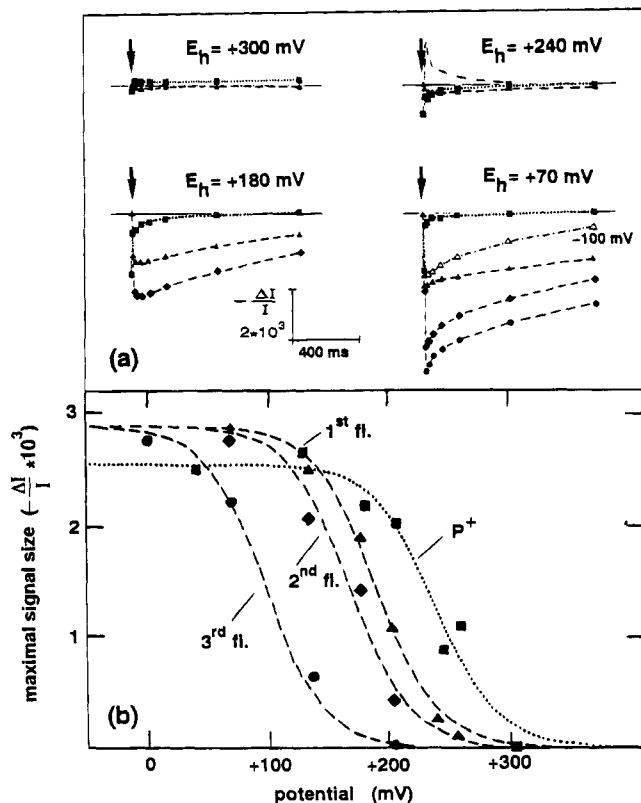 a
E_h = +300 mV
E_h = +240 mV
E_h = +180 mV
E_h = +70 mV
−100 mV
− ΔI/I
2*10³
400 ms
(a)
maximal signal size (− ΔI/I *10³)
3
2
1
1st fl.
2nd fl.
3rd fl.
P⁺
(b)
0
+100
+200
+300
potential (mV)